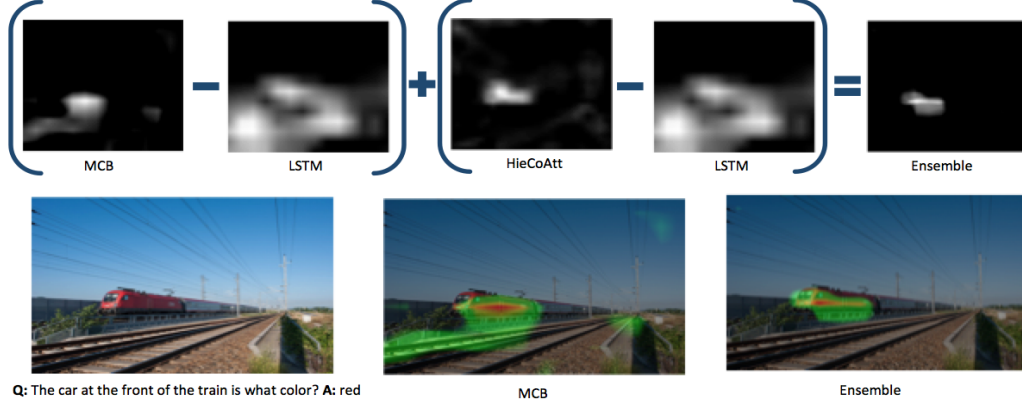 MCB
LSTM
HieCoAtt
LSTM
Ensemble
Q: The car at the front of the train is what color? A: red
MCB
Ensemble